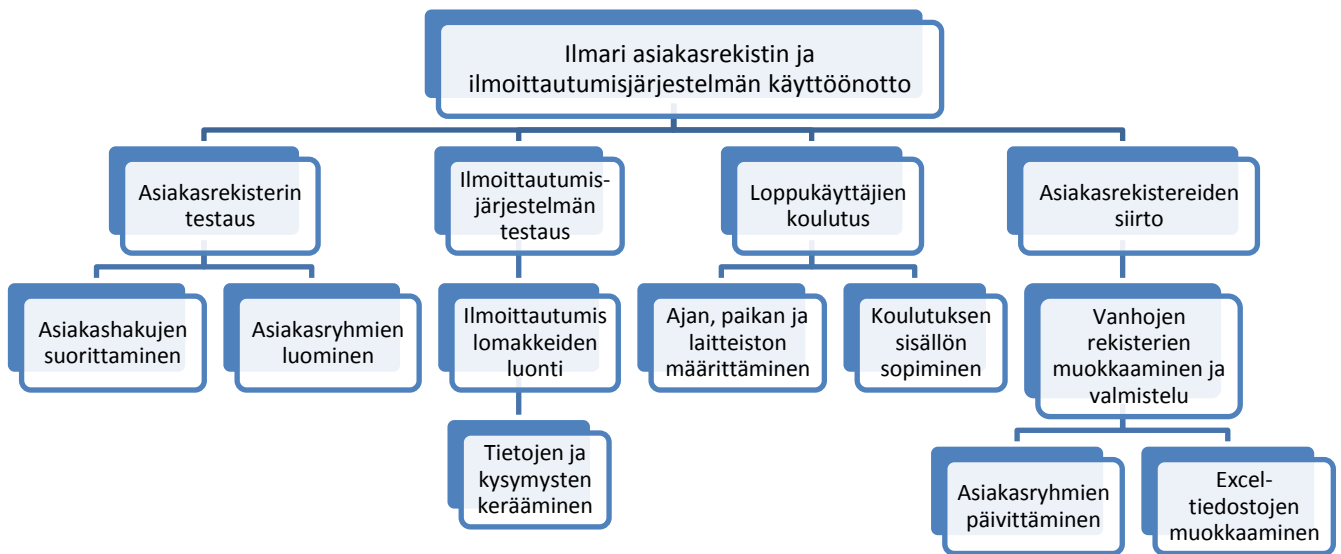 Ilmari asiakasrekistin ja
ilmoittautumisjärjestelmän käyttöönotto
Asiakasrekisterin
testaus
Ilmoittautumis-
järjestelmän
testaus
Loppukäyttäjien
koulutus
Asiakasrekistereiden
siirto
Asiakashakujen
suorittaminen
Asiakasryhmien
luominen
Ilmoittautumis
lomakkeiden
luonti
Ajan, paikan ja
laitteiston
määrittäminen
Koulutuksen
sisällön
sopiminen
Vanhojen
rekisterien
muokkaaminen ja
valmistelu
Tietojen ja
kysymysten
kerääminen
Asiakasryhmien
päivittäminen
Excel-
tiedostojen
muokkaaminen